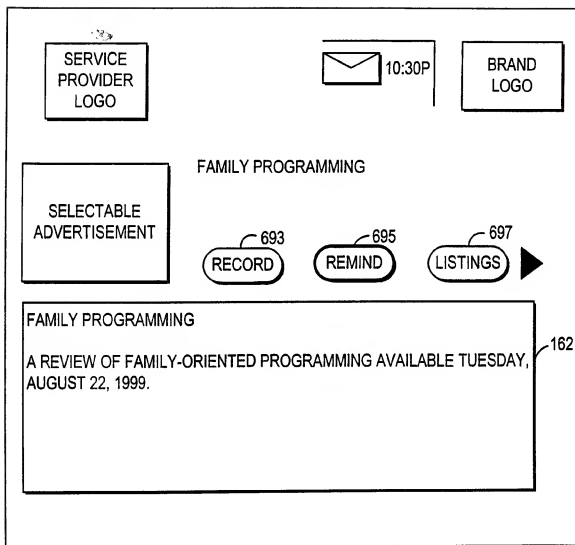 SERVICE
PROVIDER
LOGO
10:30P
BRAND
LOGO
FAMILY PROGRAMMING
SELECTABLE
ADVERTISEMENT
693
695
697
RECORD
REMIND
LISTINGS
FAMILY PROGRAMMING
A REVIEW OF FAMILY-ORIENTED PROGRAMMING AVAILABLE TUESDAY,
AUGUST 22, 1999.
162